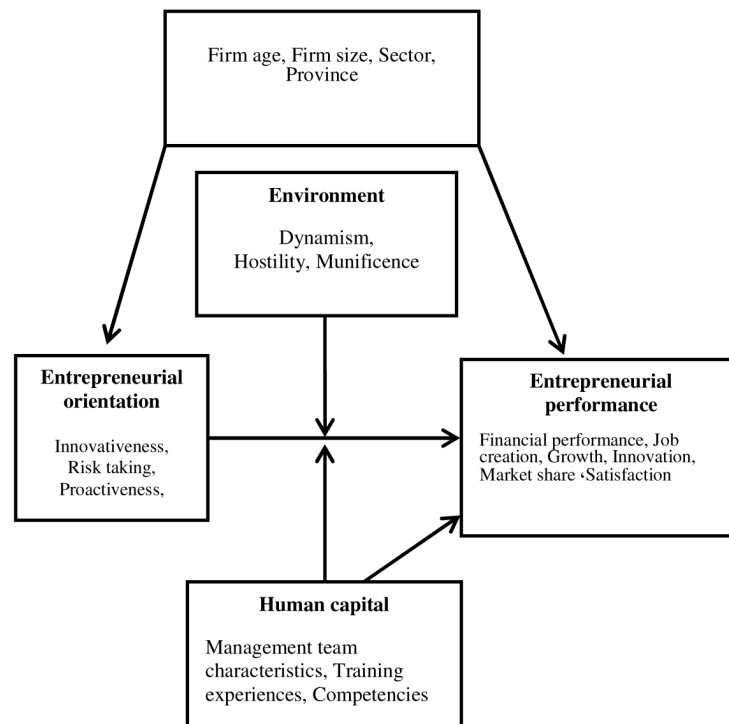 Firm age, Firm size, Sector,
Province
Environment
Dynamism,
Hostility, Munificence
Entrepreneurial
orientation
Innovativeness,
Risk taking,
Proactiveness,
Entrepreneurial
performance
Financial performance, Job
creation, Growth, Innovation,
Market share ،Satisfaction
Human capital
Management team
characteristics, Training
experiences, Competencies